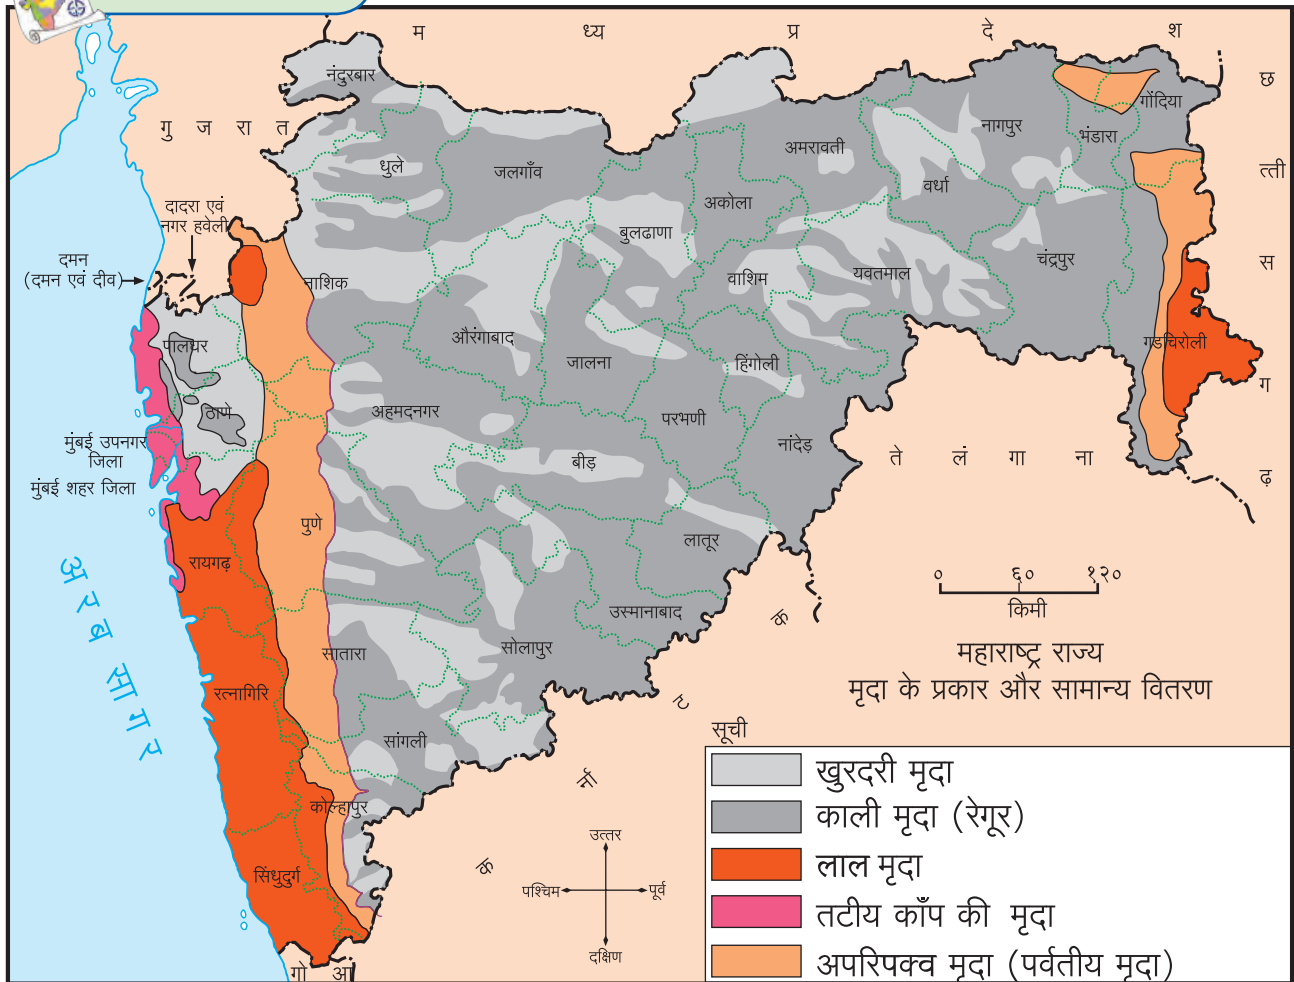 म ध्य प्र दे श
छ त्ती स ग ढ़
गु ज रा त
नंदुरबार
गोंदिया
नागपुर
भंडारा
अमरावती
धुले
जलगाँव
वर्धा
अकोला
दादरा एवं
नगर हवेली
बुलढाणा
दमन
(दमन एवं दीव)
नाशिक
वाशिम
यवतमाल
चंद्रपुर
पालघर
औरंगाबाद
जालना
हिंगोली
गडचिरोली
ठाणे
अहमदनगर
परभणी
मुंबई उपनगर
जिला
नांदेड़
बीड़
ते लं गा ना
मुंबई शहर जिला
पुणे
लातूर
रायगढ़
अ र ब सा ग र
० ६० १२०
किमी
उस्मानाबाद
सातारा
सोलापुर
रत्नागिरि
सांगली
कोल्हापुर
सिंधुदुर्ग
क र्ना ट क
गो आ
महाराष्ट्र राज्य
मृदा के प्रकार और सामान्य वितरण
उत्तर
पश्चिम पूर्व
दक्षिण
सूची
खुरदरी मृदा
काली मृदा (रेगूर)
लाल मृदा
तटीय काँप की मृदा
अपरिपक्व मृदा (पर्वतीय मृदा)